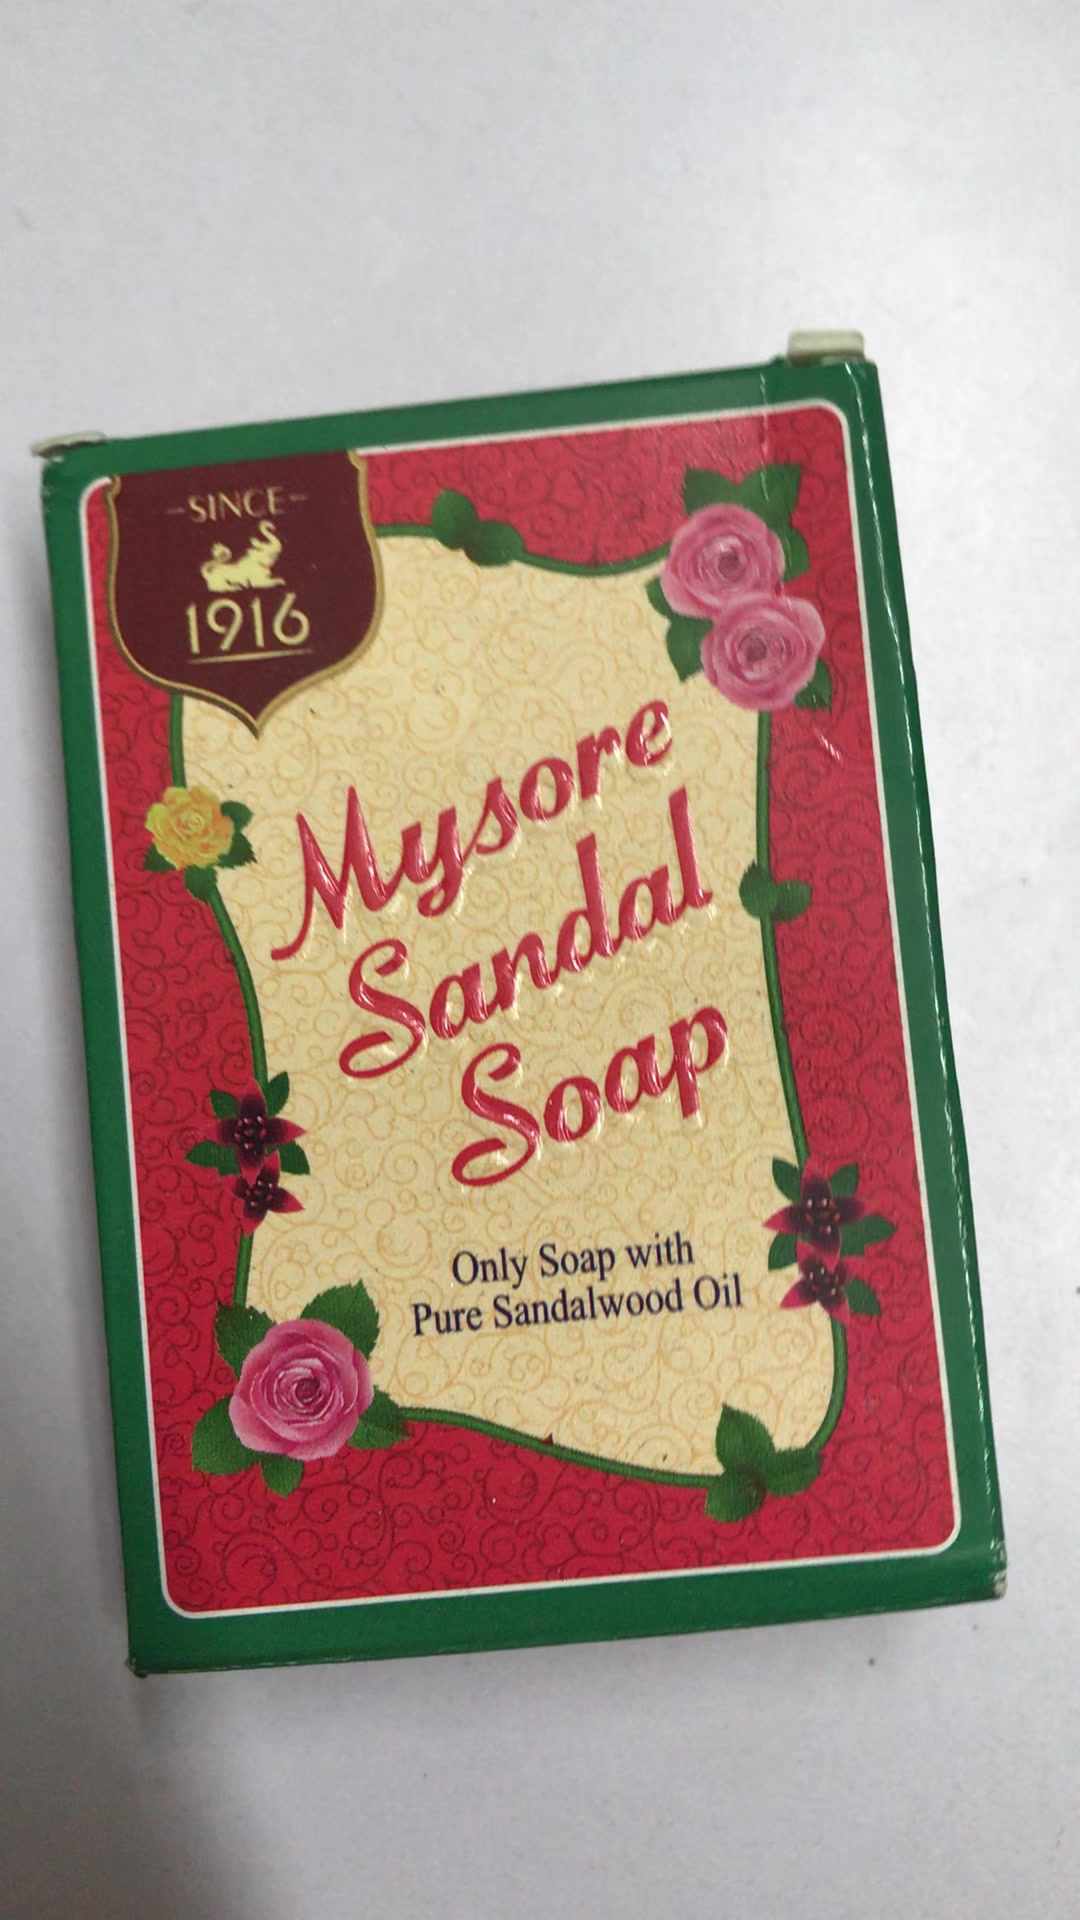 -SINCE-
1916
Mysore
Sandal
Soap
Only Soap with
Pure Sandalwood Oil